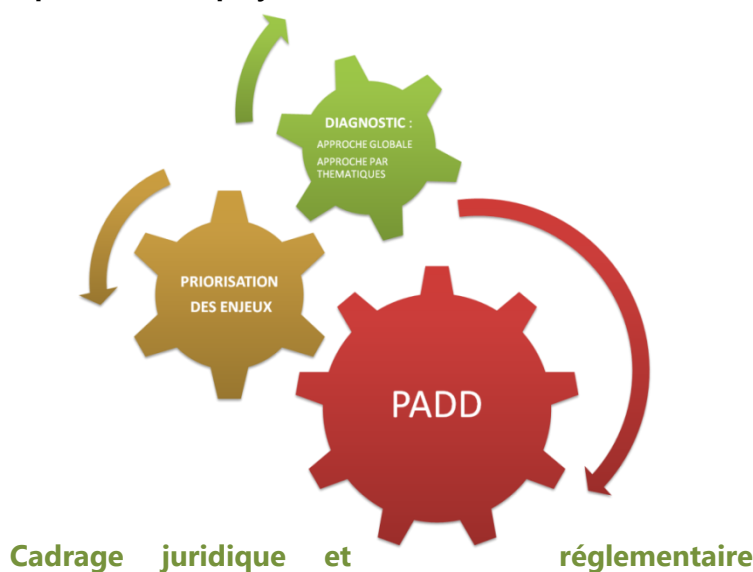 DIAGNOSTIC :
APPROCHE GLOBALE
APPROCHE PAR
THEMATIQUES
PRIORISATION
DES ENJEUX
PADD
Cadrage juridique et réglementaire